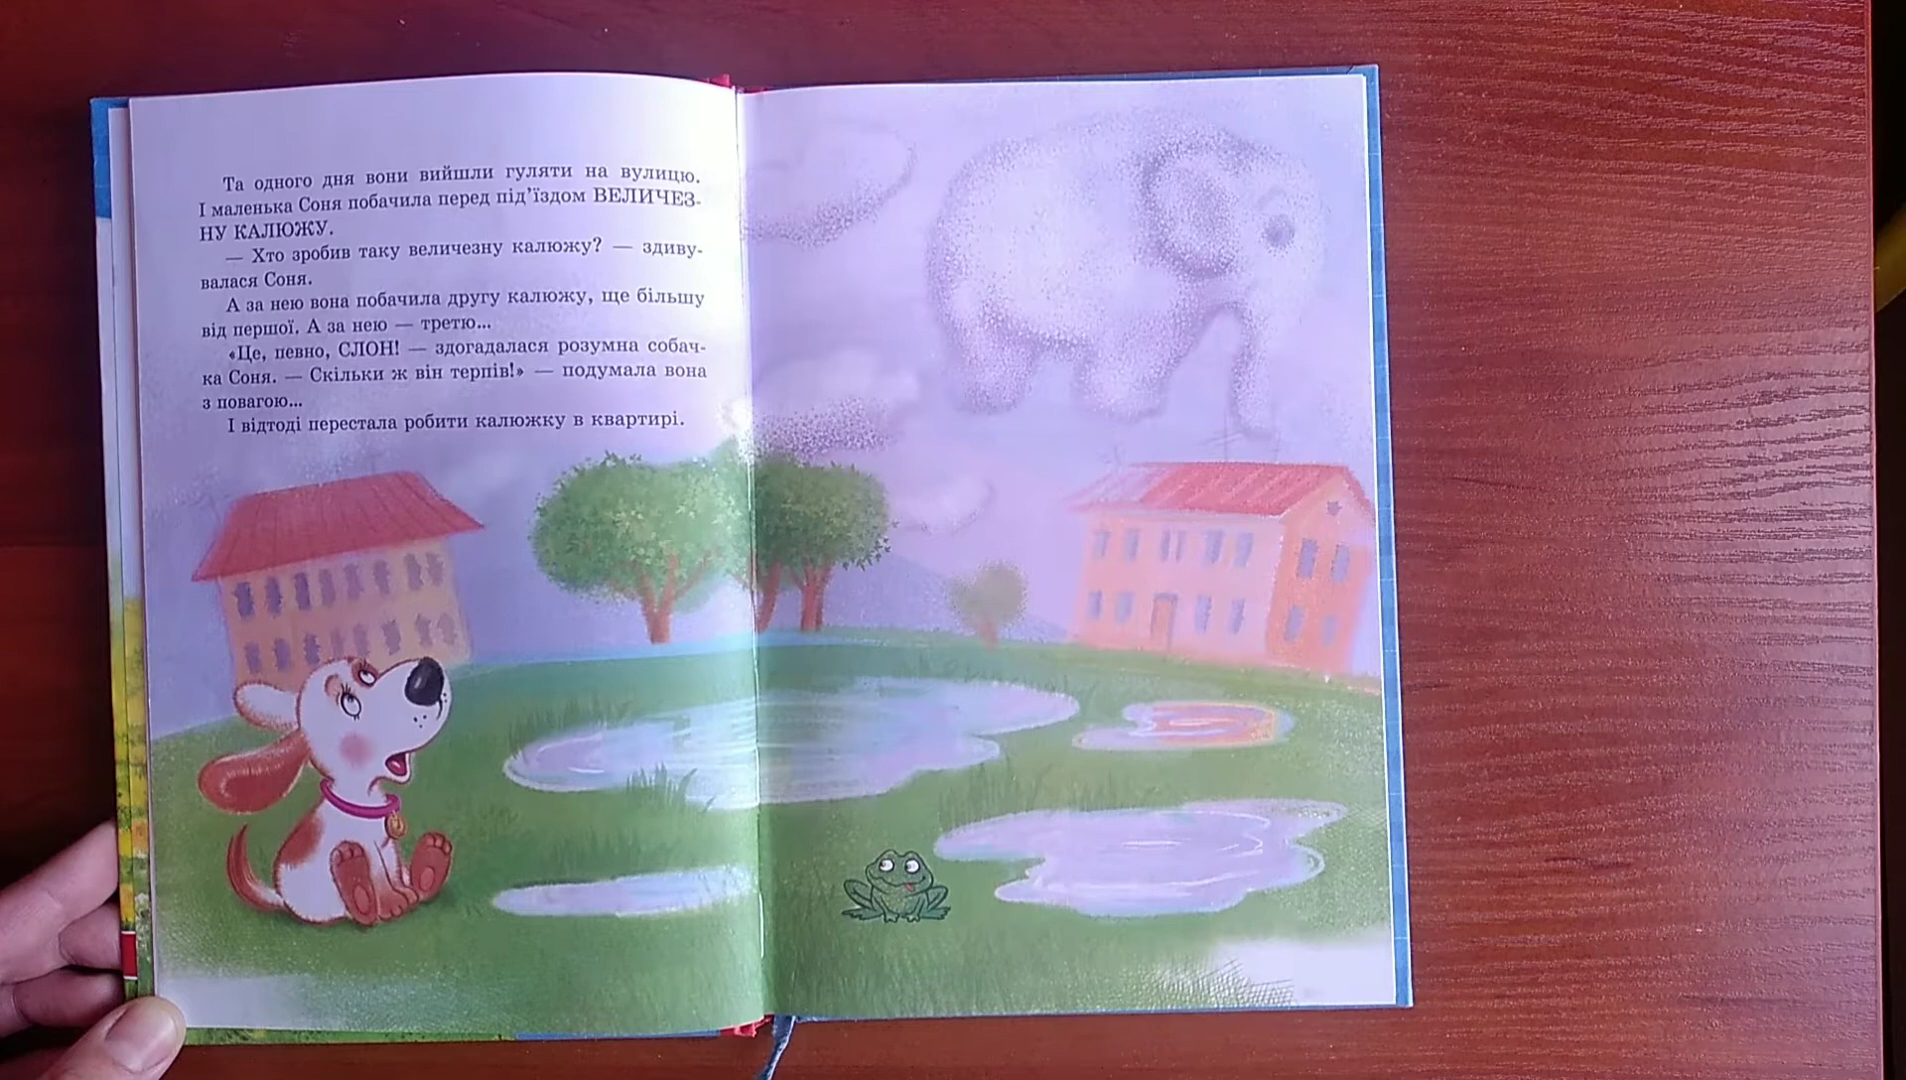 Та одного дня вони вийшли гуляти на вулицю.
І маленька Соня побачила перед під’їздом ВЕЛИЧЕЗ-
НУ КАЛЮЖУ.
— Хто зробив таку величезну калюжу? — здиву-
валася Соня.
А за нею вона побачила другу калюжу, ще більшу
від першої. А за нею — третю...
«Це, певно, СЛОН! — здогадалася розумна собач-
ка Соня. — Скільки ж він терпів!» — подумала вона
з повагою...
І відтоді перестала робити калюжку в квартирі.